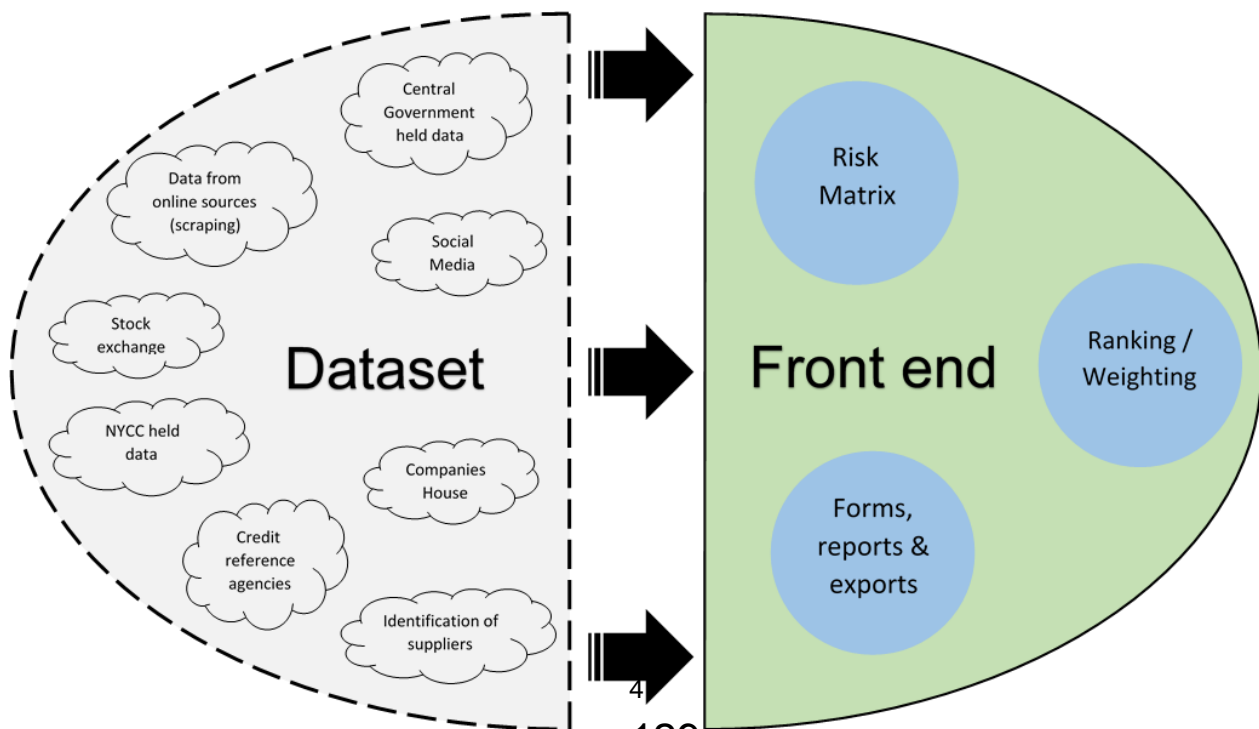 Central
Government
held data
Data from
online sources
(scraping)
Social
Media
Stock
exchange
Dataset
NYCC held
data
Companies
House
Credit
reference
agencies
Identification of
suppliers
Risk
Matrix
Front end
Ranking /
Weighting
Forms,
reports &
exports
4